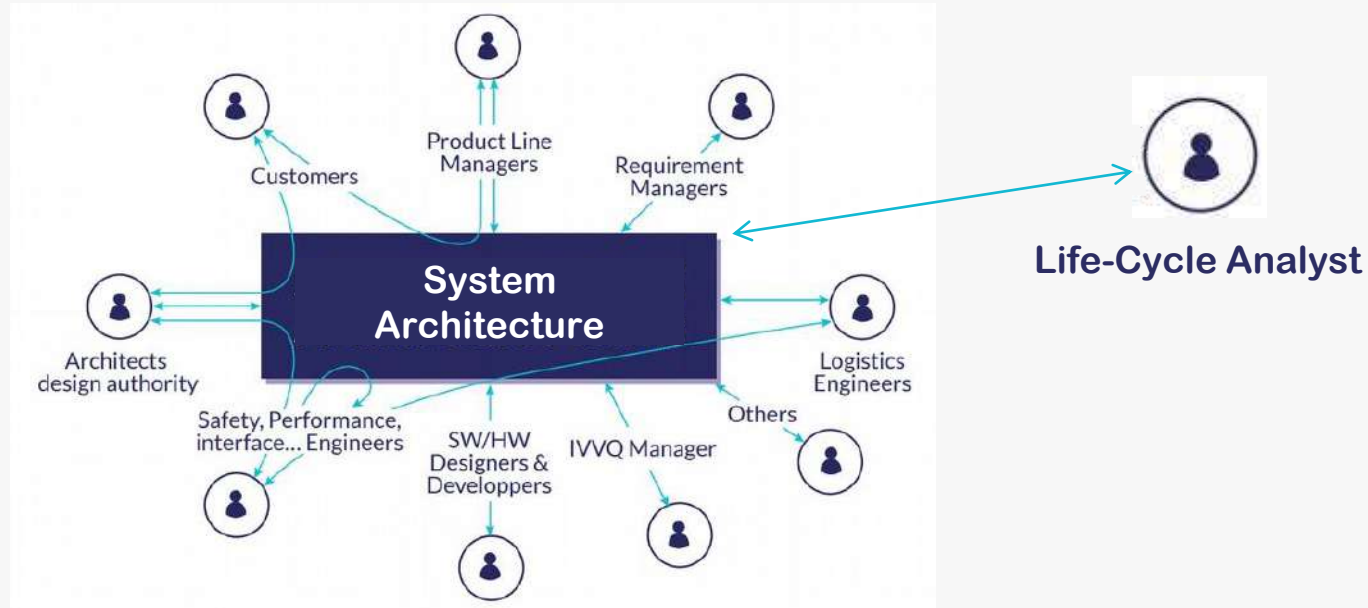 Product Line
Managers
Customers
Requirement
Managers
System
Architecture
Life-Cycle Analyst
Architects
design authority
Logistics
Engineers
Safety, Performance,
interface... Engineers
SW/HW
Designers &
Developpers
IVVQ Manager
Others